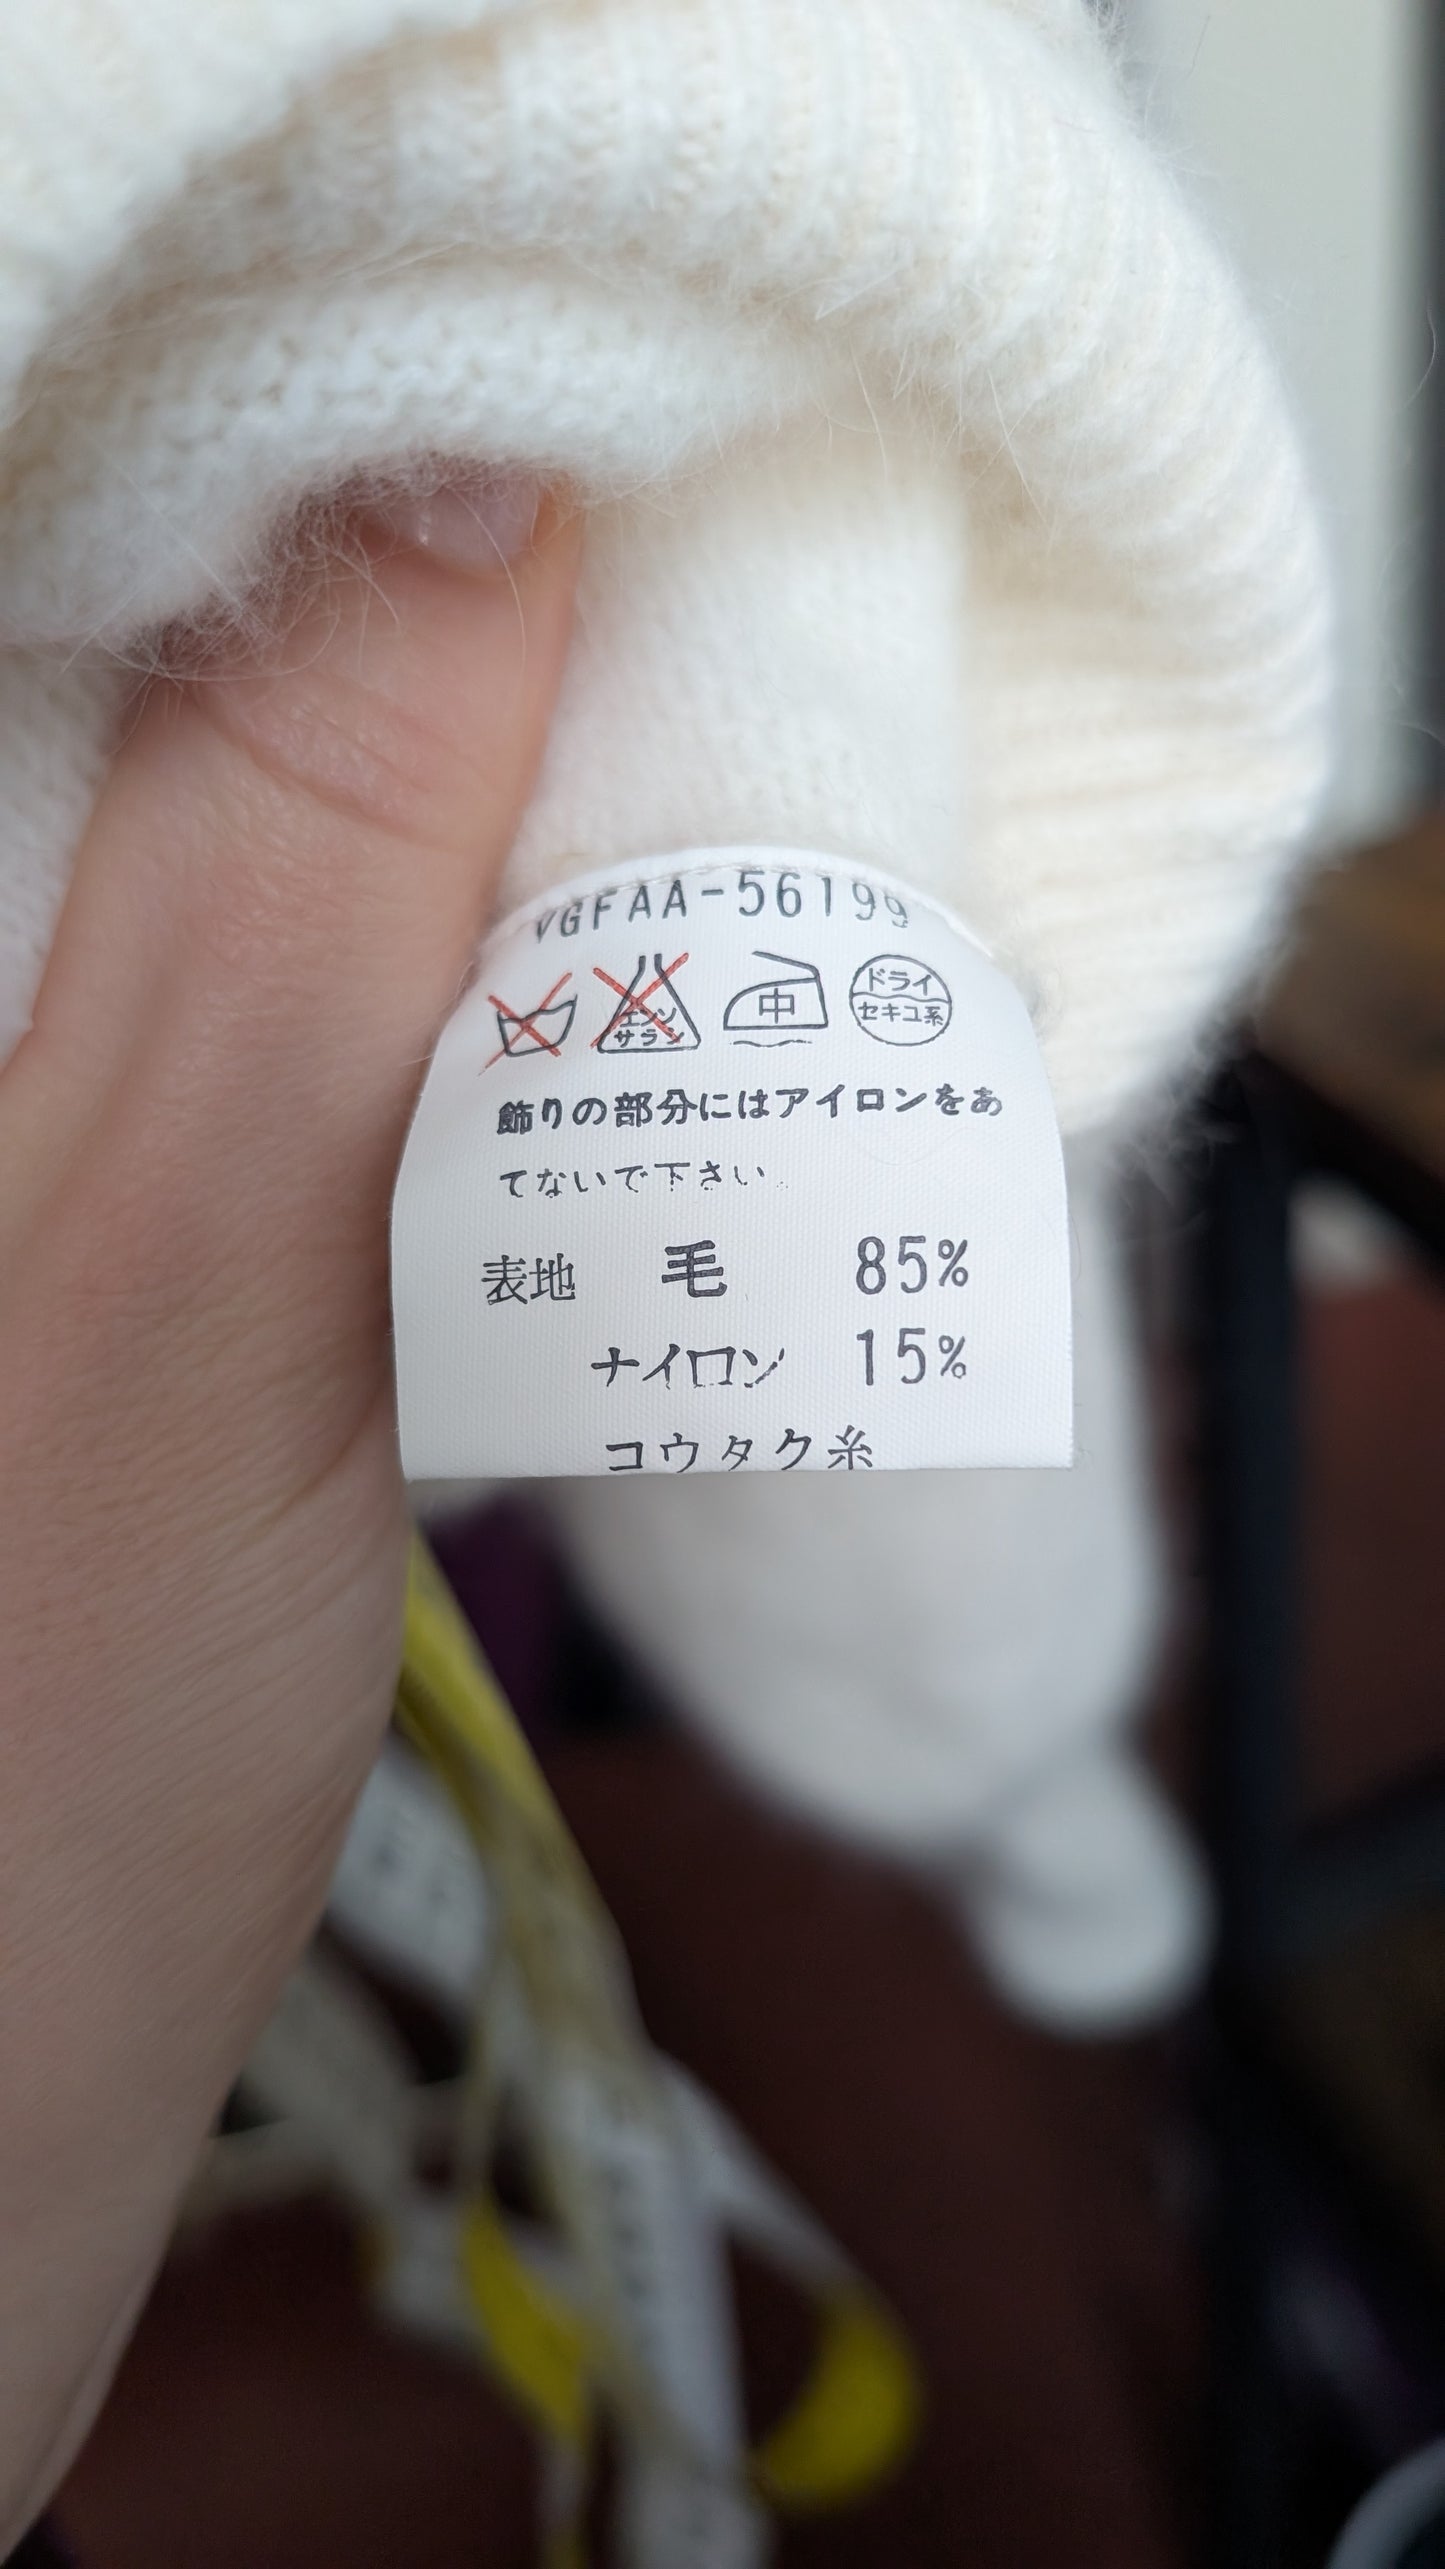 VGFAA-56199
エンソ
サラシ
中
ドライ
セキユ系
飾りの部分にはアイロンをあ
てないで下さい。
表地 毛 85%
ナイロン 15%
コウタク糸